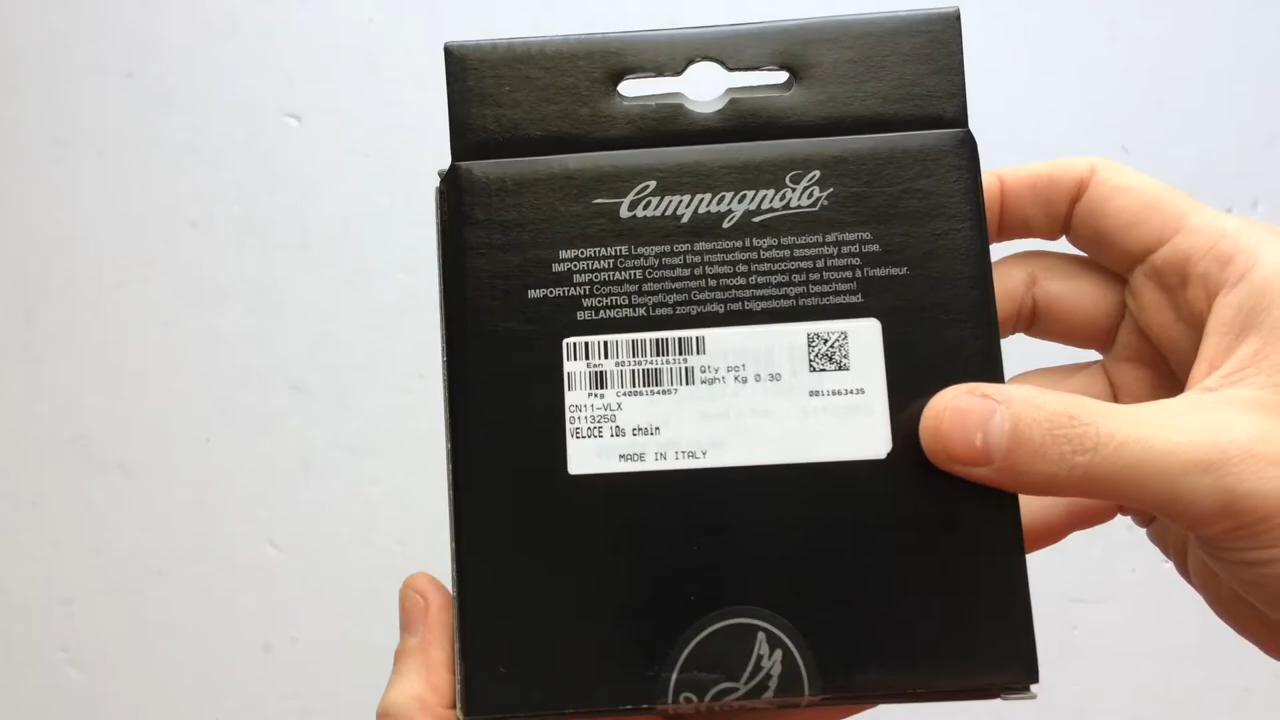 Campagnolo
IMPORTANTE Leggere con attenzione il foglio istruzioni all'interno.
IMPORTANT Carefully read the instructions before assembly and use.
IMPORTANTE Consultar el folleto de instrucciones al interno.
IMPORTANT Consulter attentivement le mode d'emploi qui se trouve à l'intérieur.
WICHTIG Beigefügten Gebrauchsanweisungen beachten!
BELANGRIJK Lees zorgvuldig net bijgesloten instructieblad.
Ean 8033874116319
Qty pc1
Wght Kg 0.30
Pkg C4006154857
0011663435
CN11-VLX
0113250
VELOCE 10s chain
MADE IN ITALY